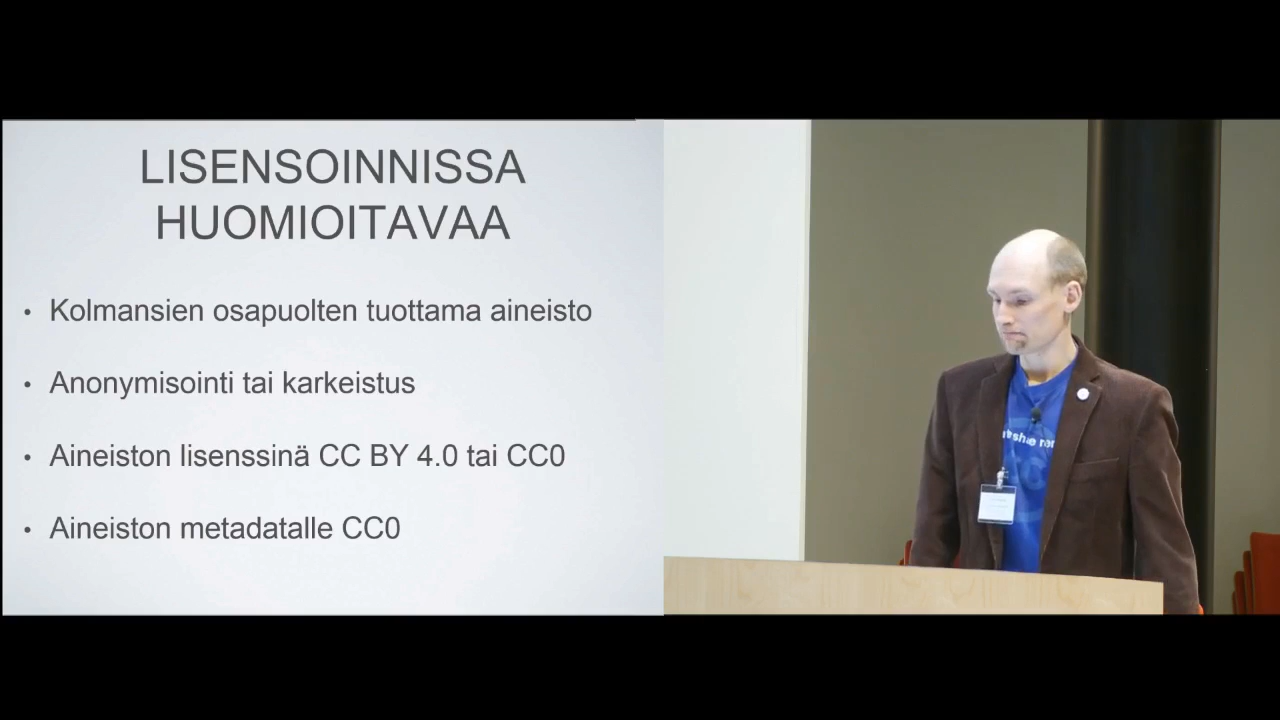 LISENSOINNISSA
HUOMIOITAVAA
• Kolmansien osapuolten tuottama aineisto
• Anonymisointi tai karkeistus
• Aineiston lisenssinä CC BY 4.0 tai CC0
• Aineiston metadatalle CC0